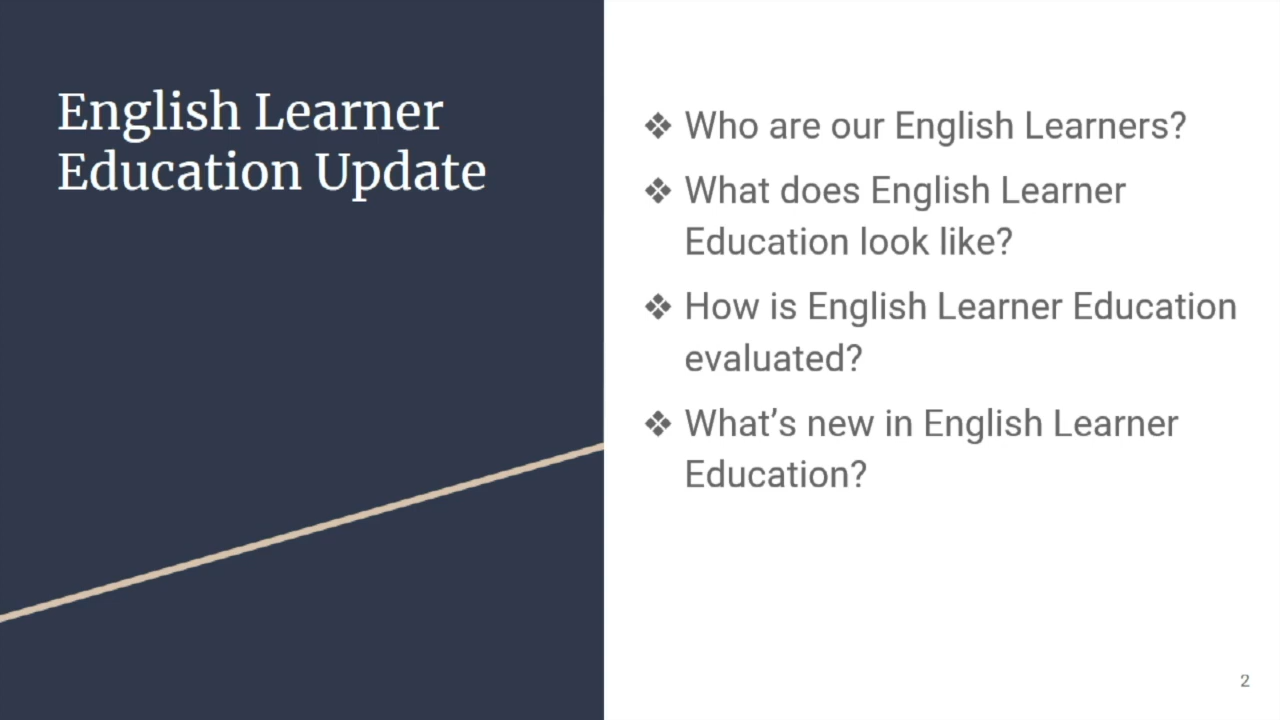 English Learner
Education Update
❖ Who are our English Learners?
❖ What does English Learner
Education look like?
❖ How is English Learner Education
evaluated?
❖ What’s new in English Learner
Education?
2